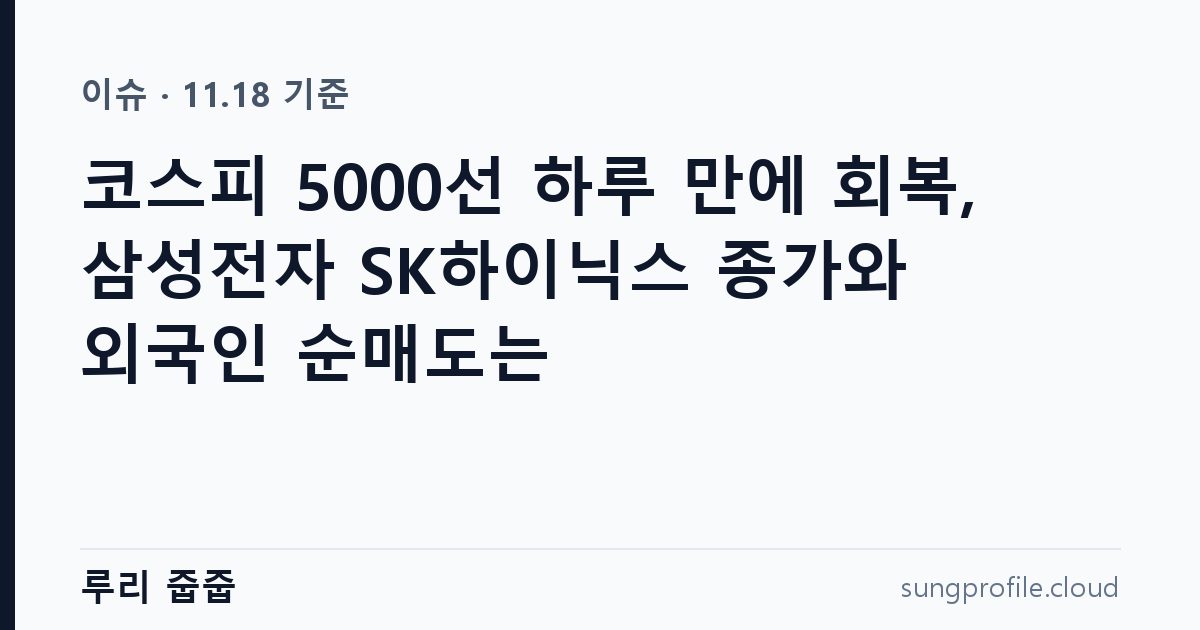 이슈 · 11.18 기준
코스피 5000선 하루 만에 회복,
삼성전자 SK하이닉스 종가와
외국인 순매도는
루리 줍줍
sungprofile.cloud